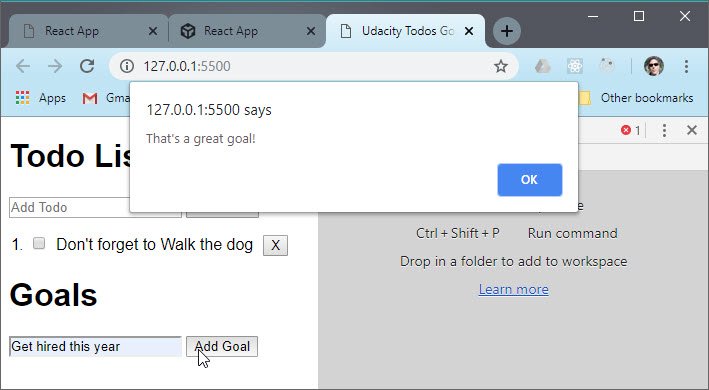 React App
React App
Udacity Todos Go
127.0.0.1:5500
Apps
Gma
Other bookmarks
127.0.0.1:5500 says
That's a great goal!
OK
1
Todo Lis
Add Todo
1. Don't forget to Walk the dog X
Goals
Get hired this year Add Goal
Ctrl + Shift + P Run command
Drop in a folder to add to workspace
Learn more